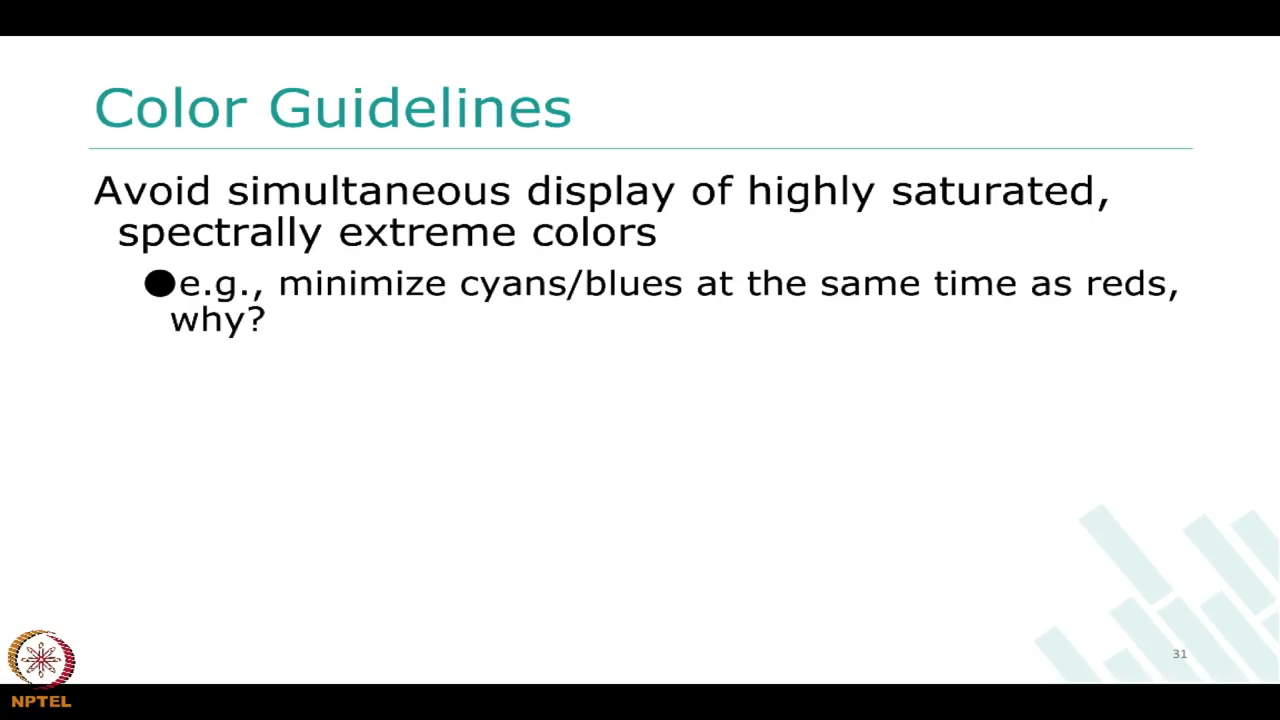 Color Guidelines
Avoid simultaneous display of highly saturated,
spectrally extreme colors
●e.g., minimize cyans/blues at the same time as reds,
why?
31
NPTEL